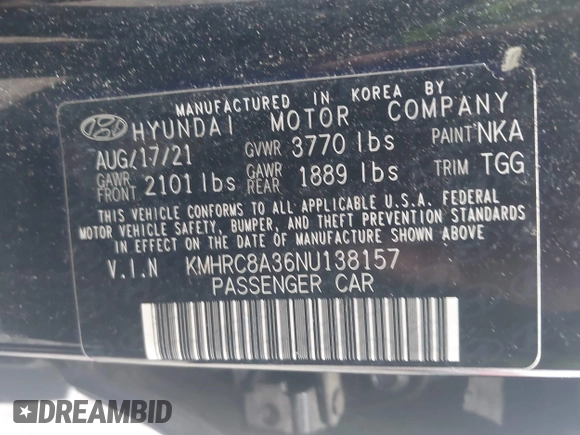 MANUFACTURED IN KOREA BY
HYUNDAI MOTOR COMPANY
AUG/17/21 GVWR 3770 lbs PAINT NKA
GAWR FRONT 2101 lbs GAWR REAR 1889 lbs TRIM TGG
THIS VEHICLE CONFORMS TO ALL APPLICABLE U.S.A. FEDERAL
MOTOR VEHICLE SAFETY, BUMPER, AND THEFT PREVENTION STANDARDS
IN EFFECT ON THE DATE OF MANUFACTURE SHOWN ABOVE
V.I.N KMHRC8A36NU138157
PASSENGER CAR
DREAMBID